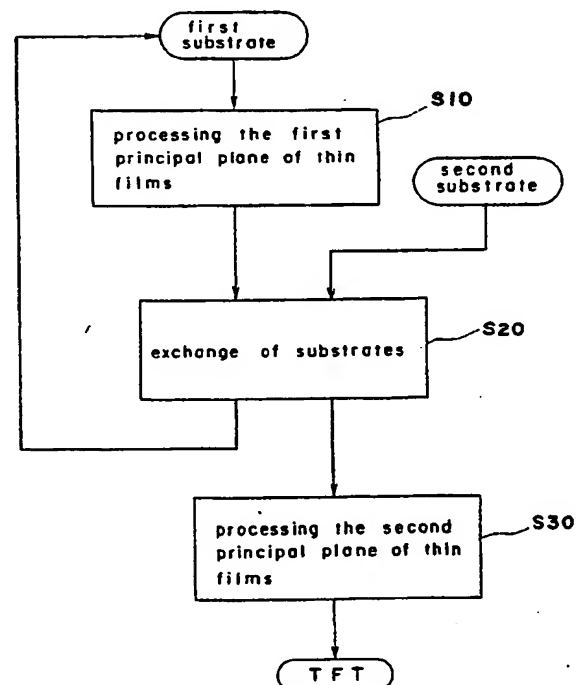 first
substrate
S10
processing the first
principal plane of thin
films
second
substrate
exchange of substrates
S20
processing the second
principal plane of thin
films
S30
TFT